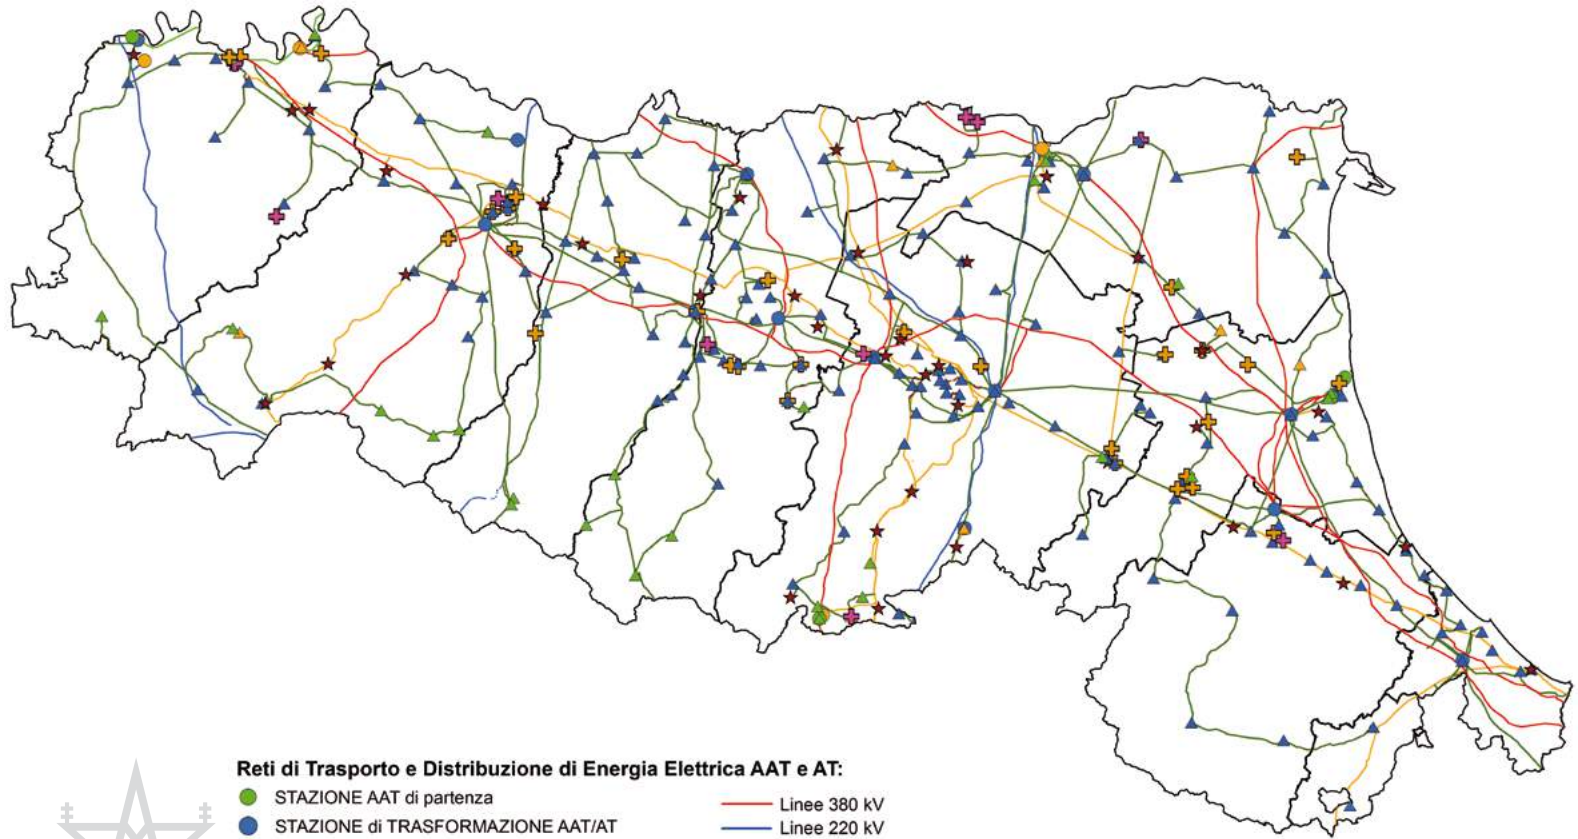 Reti di Trasporto e Distribuzione di Energia Elettrica AAT e AT:
STAZIONE AAT di partenza
STAZIONE di TRASFORMAZIONE AAT/AT
Linee 380 kV
Linee 220 kV